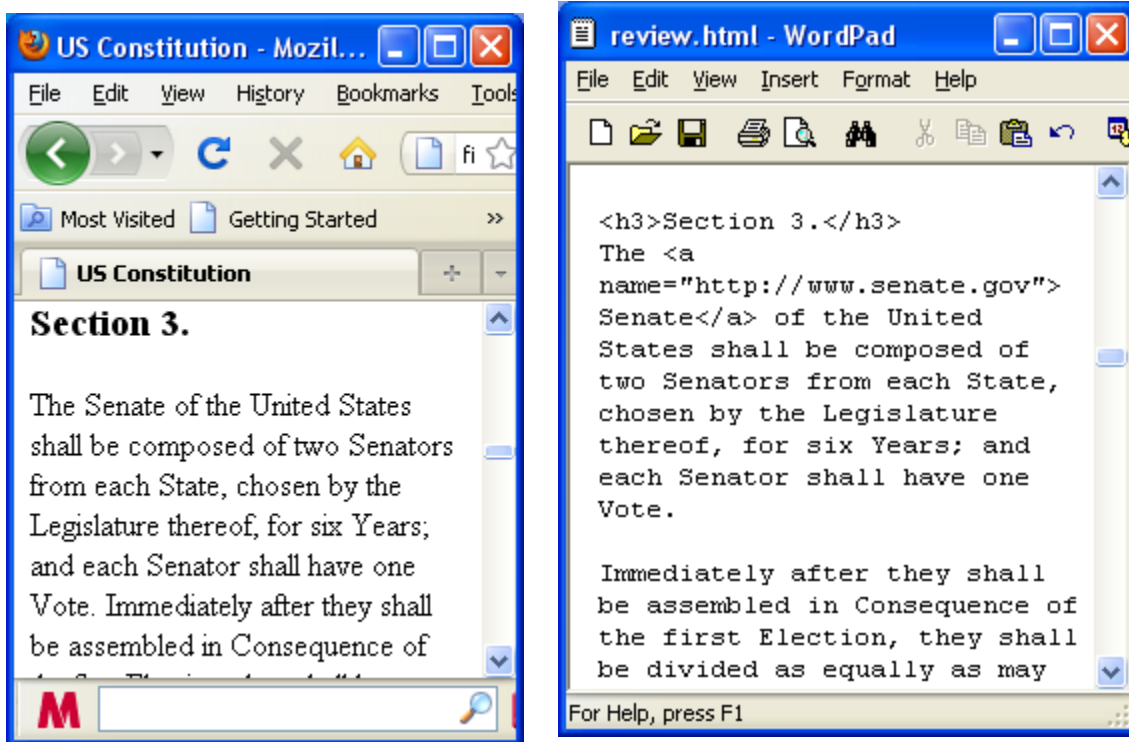 US Constitution - Mozil...
File Edit View History Bookmarks Tools
fi
Most Visited Getting Started »
US Constitution
Section 3.
The Senate of the United States
shall be composed of two Senators
from each State, chosen by the
Legislature thereof, for six Years;
and each Senator shall have one
Vote. Immediately after they shall
be assembled in Consequence of
M
review.html - WordPad
File Edit View Insert Format Help
<h3>Section 3.</h3>
The <a
name="http://www.senate.gov">
Senate</a> of the United
States shall be composed of
two Senators from each State,
chosen by the Legislature
thereof, for six Years; and
each Senator shall have one
Vote.
Immediately after they shall
be assembled in Consequence of
the first Election, they shall
be divided as equally as may
For Help, press F1